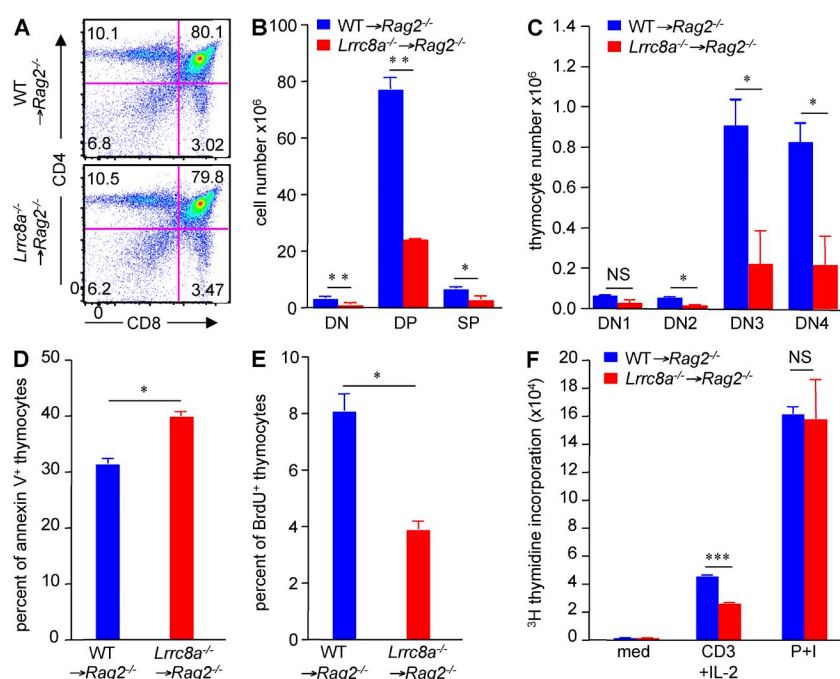 A
10.1 80.1
WT
→Rag2-/-
6.8 3.02
10.5 79.8
Lrrc8a-/-
→Rag2-/-
6.2 3.47
CD4
0
0
CD8
B
WT→Rag2-/-
Lrrc8a-/-→Rag2-/-
cell number x10⁶
100
80
60
40
20
0
**
**
*
DN DP SP
C
WT→Rag2-/-
Lrrc8a-/-→Rag2-/-
thymocyte number x10⁶
1.4
1.2
1.0
0.8
0.6
0.4
0.2
0.0
NS
*
*
*
DN1 DN2 DN3 DN4
D
percent of annexin V⁺ thymocytes
50
40
30
20
10
0
*
WT Lrrc8a-/-
→Rag2-/- →Rag2-/-
E
percent of BrdU⁺ thymocytes
10
8
6
4
2
0
*
WT Lrrc8a-/-
→Rag2-/- →Rag2-/-
F
WT→Rag2-/-
Lrrc8a-/-→Rag2-/-
³H thymidine incorporation (x10⁴)
20
18
16
14
12
10
8
6
4
2
0
***
NS
med CD3 P+I
+IL-2